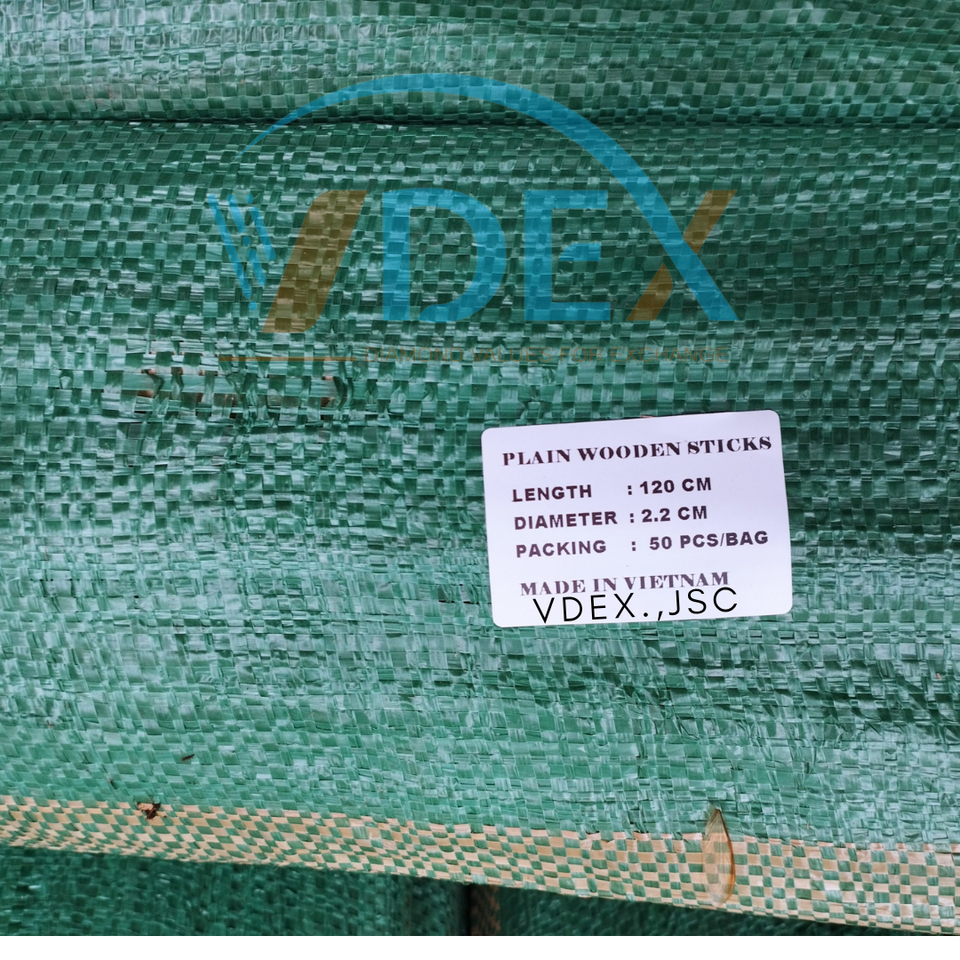 VDEX
PLAIN WOODEN STICKS
LENGTH : 120 CM
DIAMETER : 2.2 CM
PACKING : 50 PCS/BAG
MADE IN VIETNAM
VDEX.,JSC